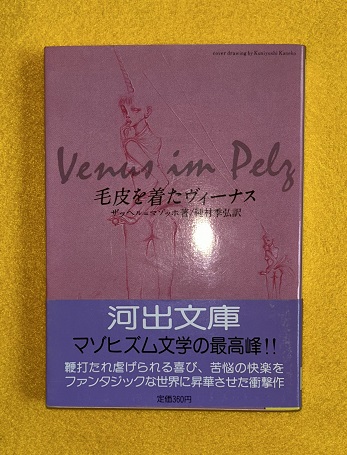 cover drawing by Kuniyoshi Kaneko
Venus im Pelz
毛皮を着たヴィーナス
ザッヘル=マゾッホ著/種村季弘訳
河出文庫
マゾヒズム文学の最高峰!!
鞭打たれ虐げられる喜び、苦悩の快楽を
ファンタジックな世界に昇華させた衝撃作
定価360円